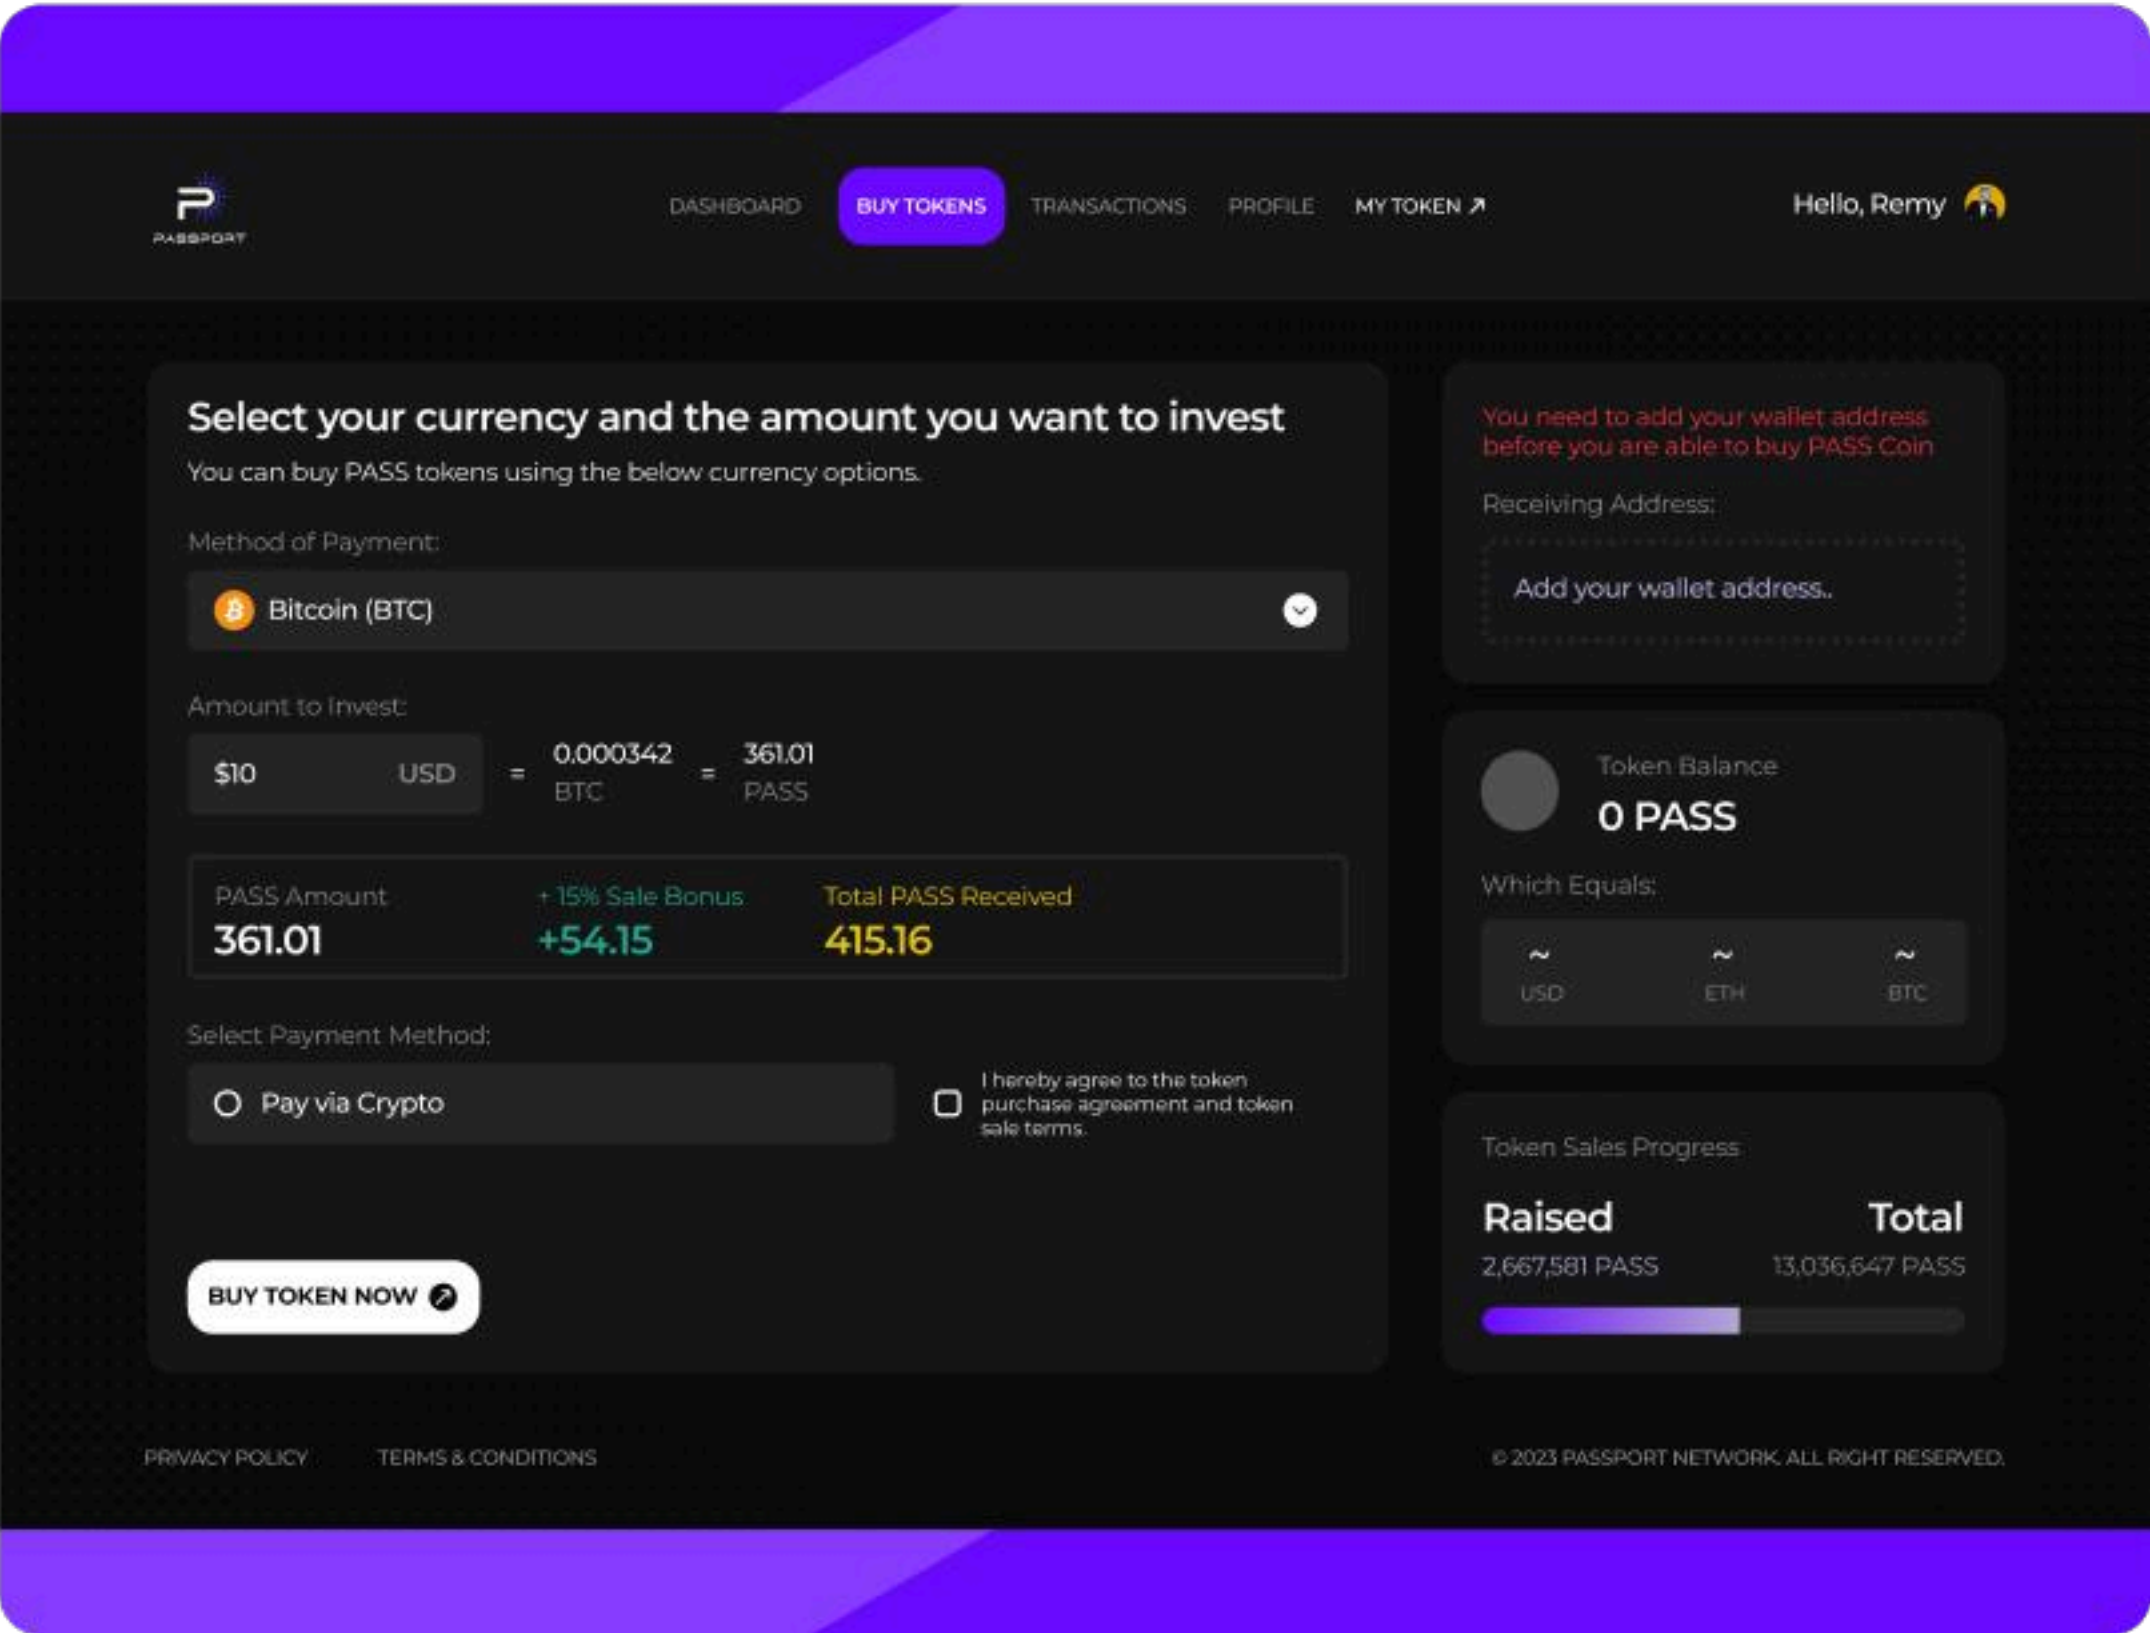 PASSPORT
DASHBOARD
BUY TOKENS
TRANSACTIONS
PROFILE
MY TOKEN
Hello, Remy
Select your currency and the amount you want to invest
You can buy PASS tokens using the below currency options.
Method of Payment:
Bitcoin (BTC)
Amount to Invest:
$10 USD = 0.000342 BTC = 361.01 PASS
PASS Amount
361.01
+ 15% Sale Bonus
+54.15
Total PASS Received
415.16
Select Payment Method:
Pay via Crypto
I hereby agree to the token
purchase agreement and token
sale terms.
BUY TOKEN NOW
You need to add your wallet address
before you are able to buy PASS Coin
Receiving Address:
Add your wallet address..
Token Balance
0 PASS
Which Equals:
~ ~ ~
USD ETH BTC
Token Sales Progress
Raised Total
2,667,581 PASS 13,036,647 PASS
PRIVACY POLICY
TERMS & CONDITIONS
© 2023 PASSPORT NETWORK. ALL RIGHT RESERVED.